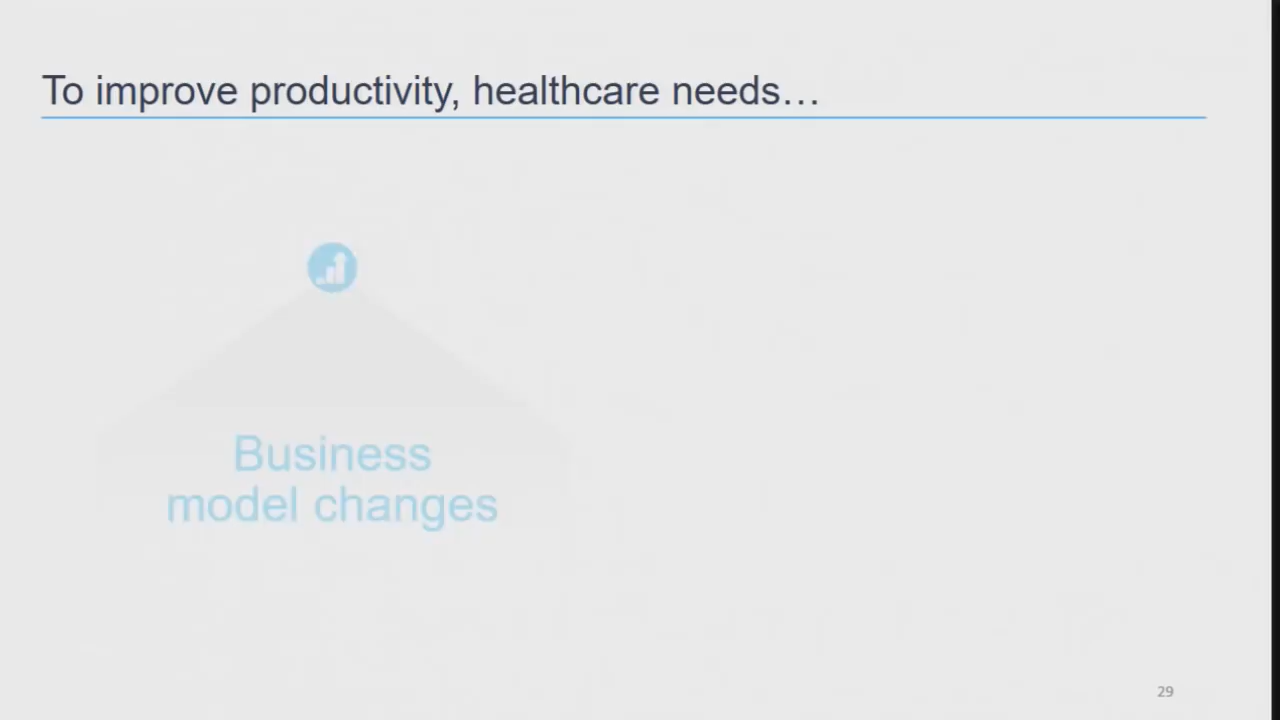 To improve productivity, healthcare needs…
Business
model changes
29